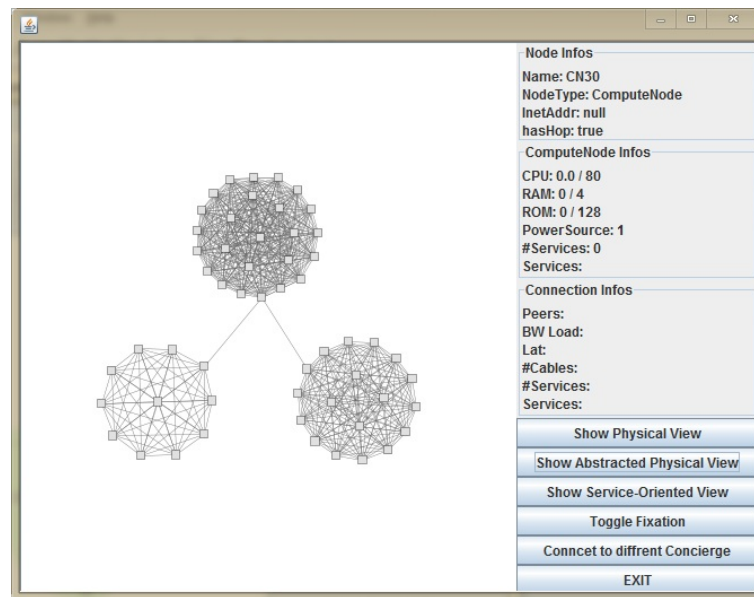 Node Infos
Name: CN30
NodeType: ComputeNode
InetAddr: null
hasHop: true
ComputeNode Infos
CPU: 0.0 / 80
RAM: 0 / 4
ROM: 0 / 128
PowerSource: 1
#Services: 0
Services:
Connection Infos
Peers:
BW Load:
Lat:
#Cables:
#Services:
Services:
Show Physical View
Show Abstracted Physical View
Show Service-Oriented View
Toggle Fixation
Conncet to diffrent Concierge
EXIT